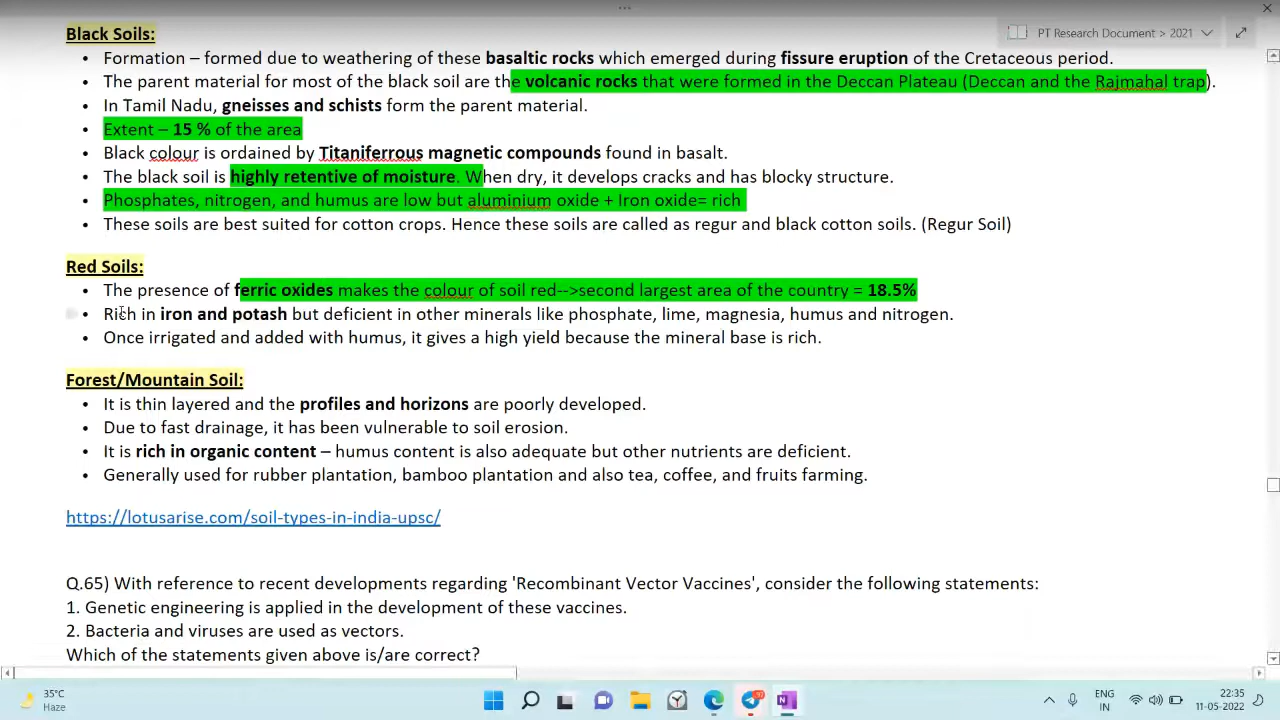 PT Research Document > 2021
Black Soils:
• Formation – formed due to weathering of these basaltic rocks which emerged during fissure eruption of the Cretaceous period.
• The parent material for most of the black soil are the volcanic rocks that were formed in the Deccan Plateau (Deccan and the Rajmahal trap).
• In Tamil Nadu, gneisses and schists form the parent material.
• Extent – 15 % of the area
• Black colour is ordained by Titaniferrous magnetic compounds found in basalt.
• The black soil is highly retentive of moisture. When dry, it develops cracks and has blocky structure.
• Phosphates, nitrogen, and humus are low but aluminium oxide + Iron oxide= rich
• These soils are best suited for cotton crops. Hence these soils are called as regur and black cotton soils. (Regur Soil)
Red Soils:
• The presence of ferric oxides makes the colour of soil red-->second largest area of the country = 18.5%
• Rich in iron and potash but deficient in other minerals like phosphate, lime, magnesia, humus and nitrogen.
• Once irrigated and added with humus, it gives a high yield because the mineral base is rich.
Forest/Mountain Soil:
• It is thin layered and the profiles and horizons are poorly developed.
• Due to fast drainage, it has been vulnerable to soil erosion.
• It is rich in organic content – humus content is also adequate but other nutrients are deficient.
• Generally used for rubber plantation, bamboo plantation and also tea, coffee, and fruits farming.
https://lotusarise.com/soil-types-in-india-upsc/
Q.65) With reference to recent developments regarding 'Recombinant Vector Vaccines', consider the following statements:
1. Genetic engineering is applied in the development of these vaccines.
2. Bacteria and viruses are used as vectors.
Which of the statements given above is/are correct?
35°C
Haze
ENG
IN
22:35
11-05-2022